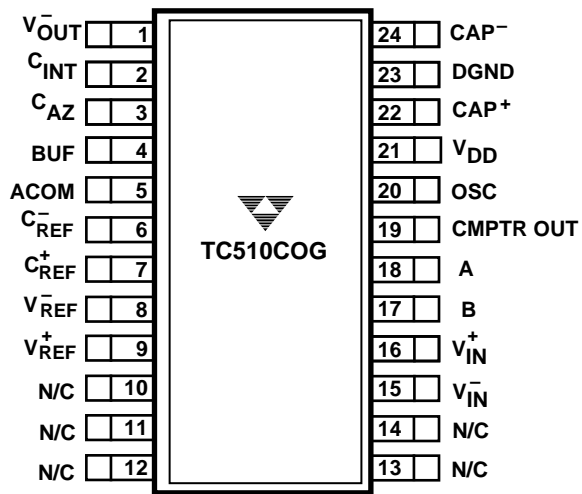 V⁻OUT 1
CINT 2
CAZ 3
BUF 4
ACOM 5
C⁻REF 6
C⁺REF 7
V⁻REF 8
V⁺REF 9
N/C 10
N/C 11
N/C 12
TC510COG
24 CAP⁻
23 DGND
22 CAP⁺
21 VDD
20 OSC
19 CMPTR OUT
18 A
17 B
16 V⁺IN
15 V⁻IN
14 N/C
13 N/C